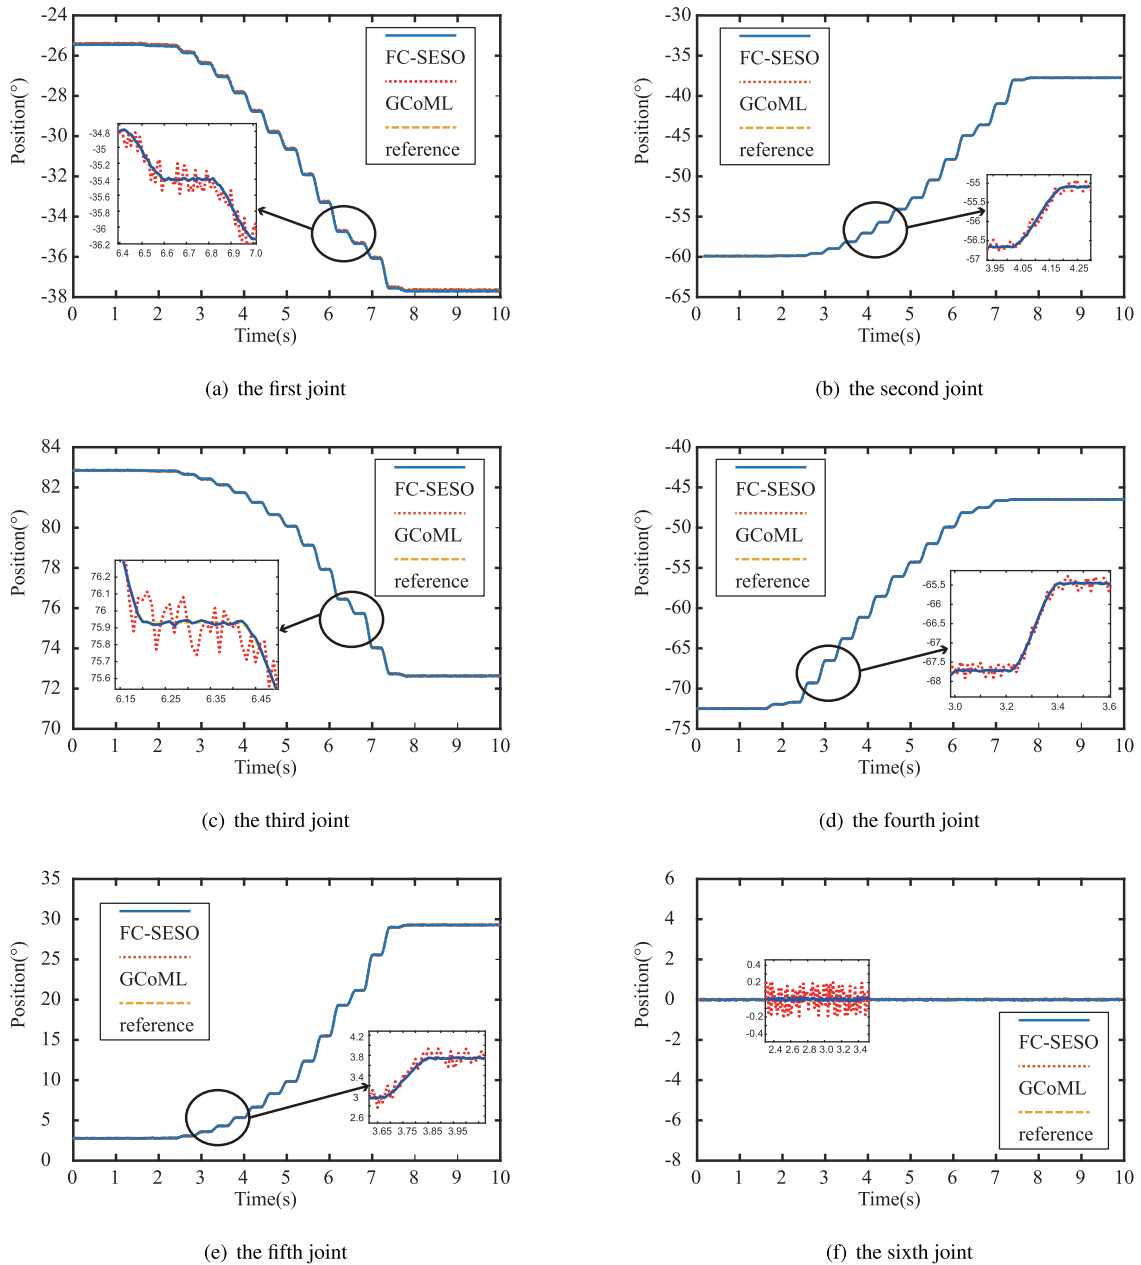 -24
-26
-28
-30
-32
-34
-36
-38
Position(°)
FC-SESO
GCoML
reference
-34.8
-35
-35.2
-35.4
-35.6
-35.8
-36
-36.2
6.4 6.5 6.6 6.7 6.8 6.9 7.0
0 1 2 3 4 5 6 7 8 9 10
Time(s)
(a) the first joint
-30
-35
-40
-45
-50
-55
-60
-65
Position(°)
FC-SESO
GCoML
reference
-55
-55.5
-56
-56.5
-57
3.95 4.05 4.15 4.25
0 1 2 3 4 5 6 7 8 9 10
Time(s)
(b) the second joint
84
82
80
78
76
74
72
70
Position(°)
FC-SESO
GCoML
reference
76.2
76.1
76
75.9
75.8
75.7
75.6
6.15 6.25 6.35 6.45
0 1 2 3 4 5 6 7 8 9 10
Time(s)
(c) the third joint
-40
-45
-50
-55
-60
-65
-70
-75
Position(°)
FC-SESO
GCoML
reference
-65.5
-66
-66.5
-67
-67.5
-68
3.0 3.2 3.4 3.6
0 1 2 3 4 5 6 7 8 9 10
Time(s)
(d) the fourth joint
35
30
25
20
15
10
5
0
Position(°)
FC-SESO
GCoML
reference
4.2
3.8
3.4
3
2.6
3.65 3.75 3.85 3.95
0 1 2 3 4 5 6 7 8 9 10
Time(s)
(e) the fifth joint
6
4
2
0
-2
-4
-6
-8
Position(°)
0.4
0.2
0
-0.2
-0.4
2.4 2.6 2.8 3.0 3.2 3.4
FC-SESO
GCoML
reference
0 1 2 3 4 5 6 7 8 9 10
Time(s)
(f) the sixth joint